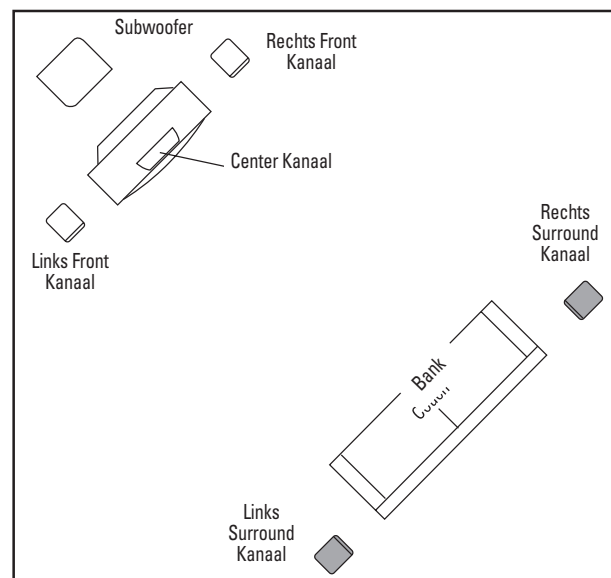 Subwoofer
Rechts Front
Kanaal
Center Kanaal
Links Front
Kanaal
Rechts
Surround
Kanaal
Bank
Links
Surround
Kanaal